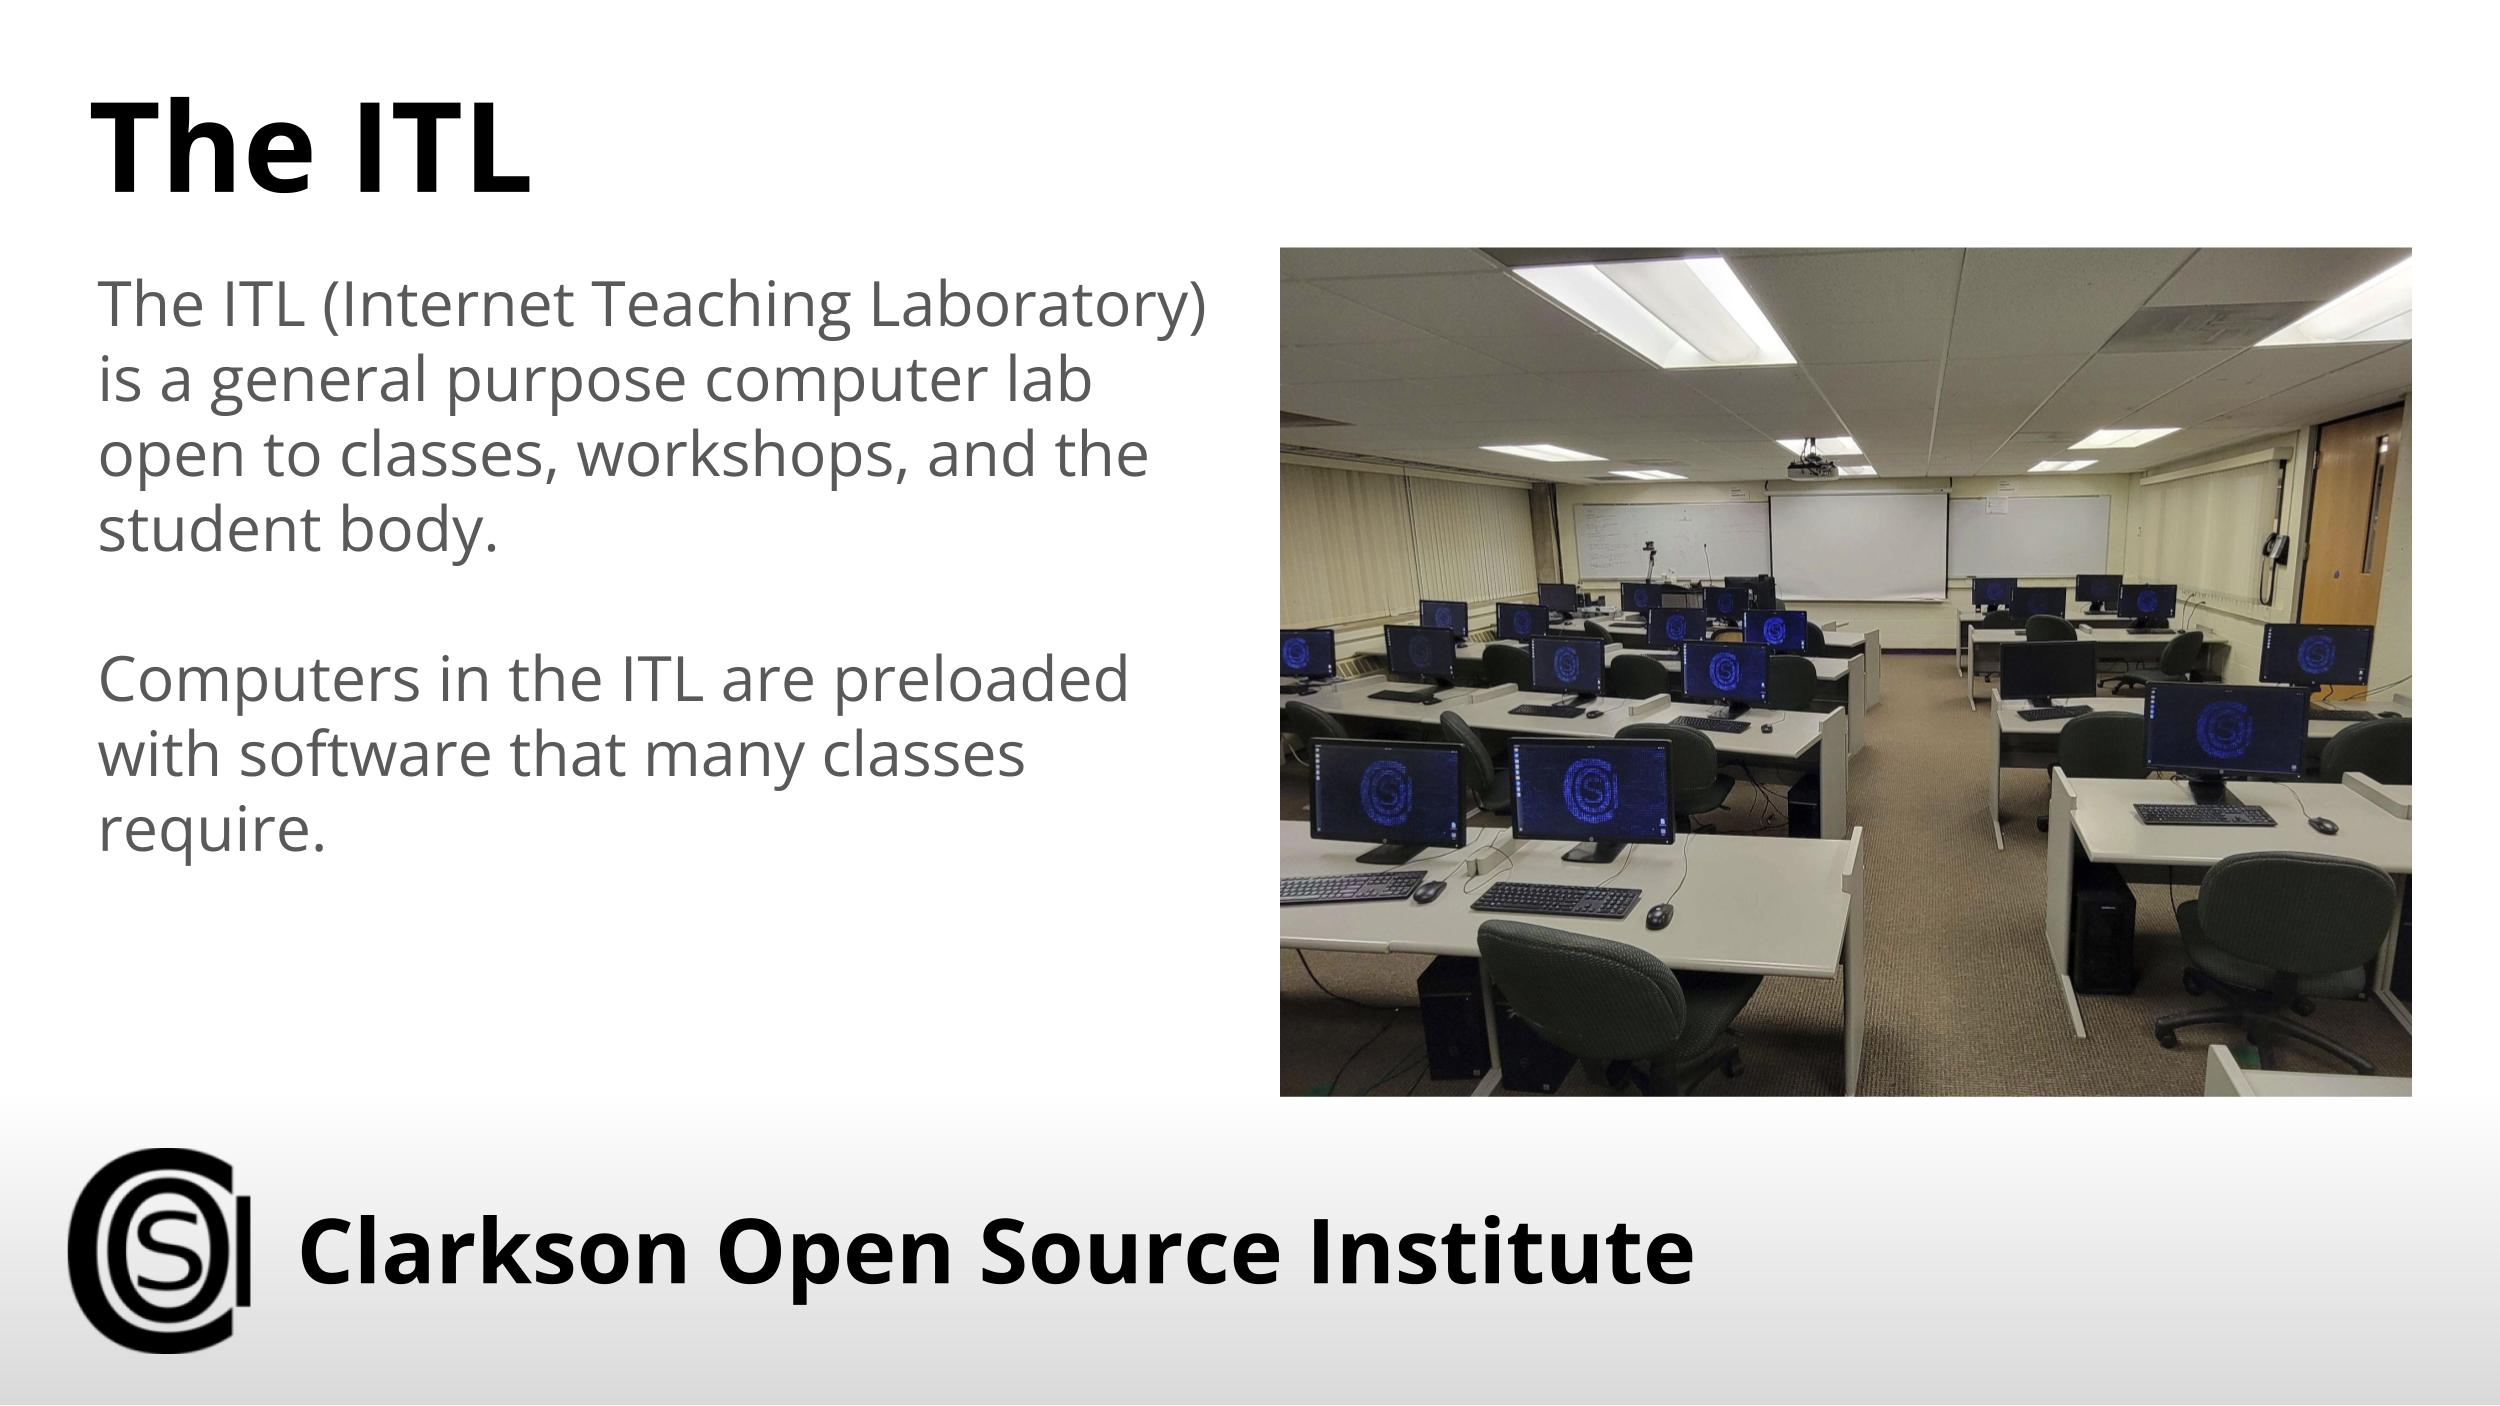 The ITL
The ITL (Internet Teaching Laboratory)
is a general purpose computer lab
open to classes, workshops, and the
student body.
Computers in the ITL are preloaded
with software that many classes
require.
COSI
Clarkson Open Source Institute